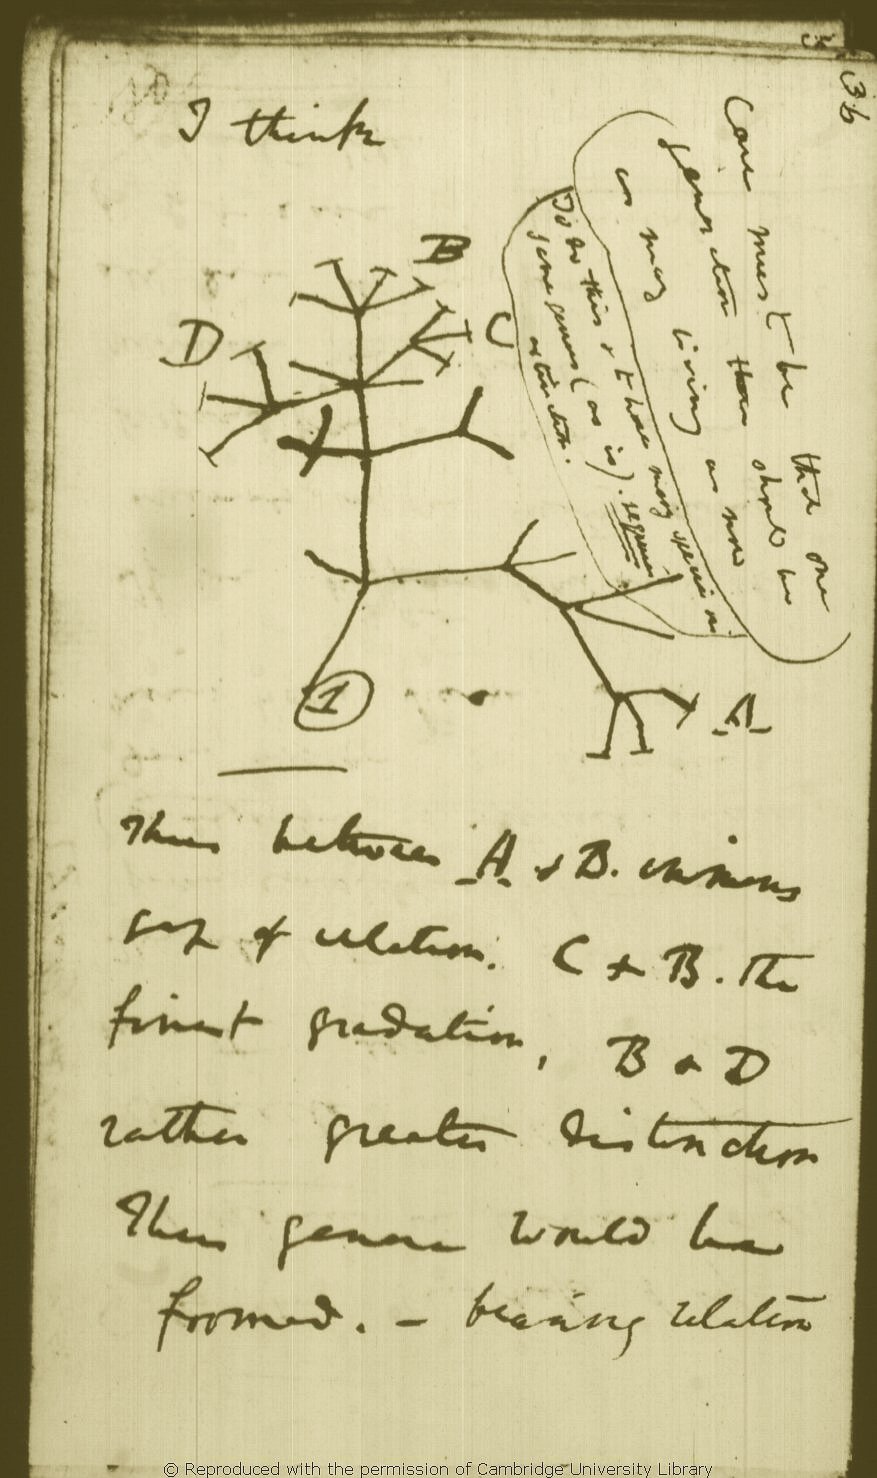 36
I think
Case must be that one
generation then should be
as many living as now
To do this & to have many species in
same genus (as is). requires
extinction.
B
D
C
1
A
Thus between A & B. immens
gap of relation. C & B. The
finest gradation, B & D
rather greater distinction
Thus genera would be
formed. — bearing relation
© Reproduced with the permission of Cambridge University Library